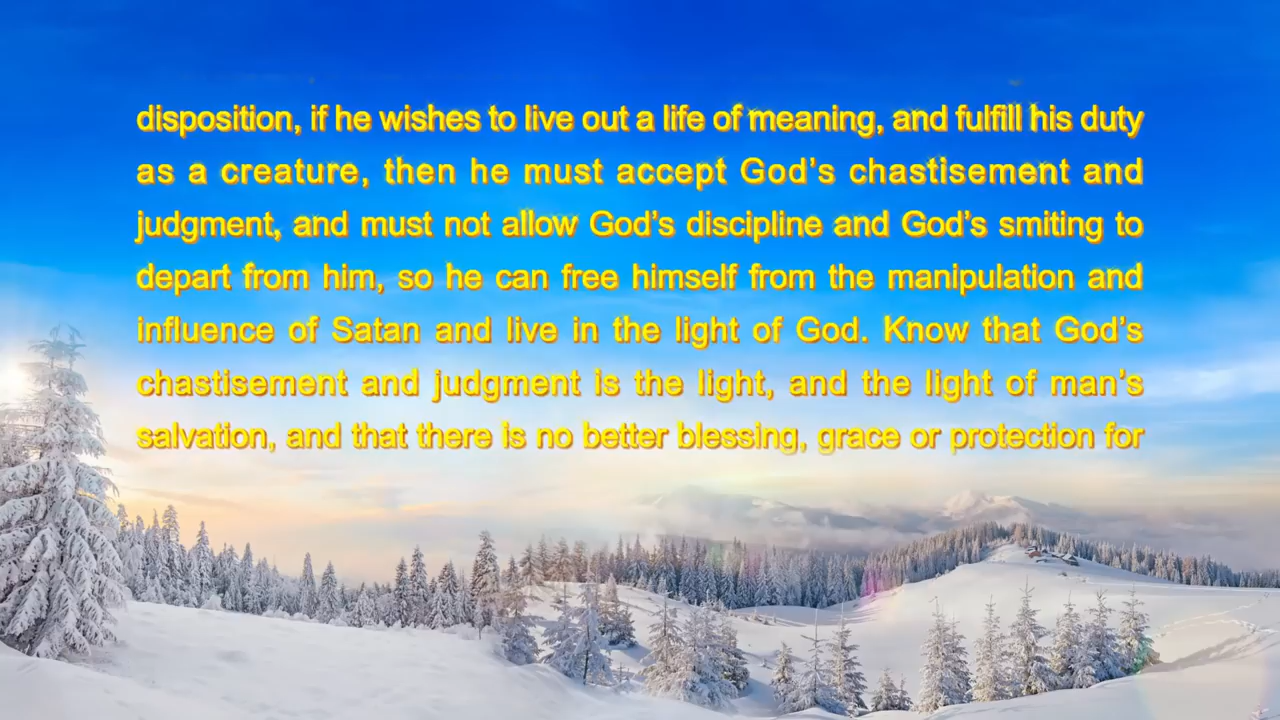 disposition, if he wishes to live out a life of meaning, and fulfill his duty
as a creature, then he must accept God’s chastisement and
judgment, and must not allow God’s discipline and God’s smiting to
depart from him, so he can free himself from the manipulation and
influence of Satan and live in the light of God. Know that God’s
chastisement and judgment is the light, and the light of man’s
salvation, and that there is no better blessing, grace or protection for